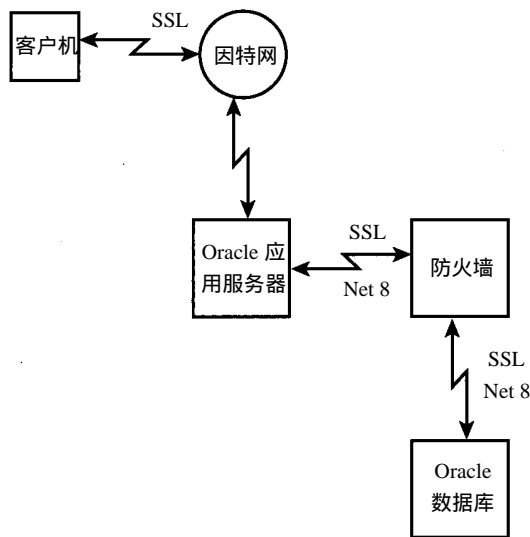 SSL
客户机
因特网
Oracle 应
用服务器
SSL
Net 8
防火墙
SSL
Net 8
Oracle
数据库